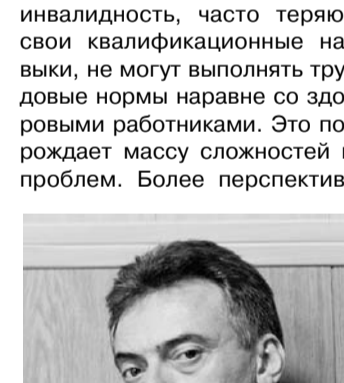 инвалидность, часто теряю
свои квалификационные на
выки, не могут выполнять тру
довые нормы наравне со здо
ровыми работниками. Это по
рождает массу сложностей
проблем. Более перспектив